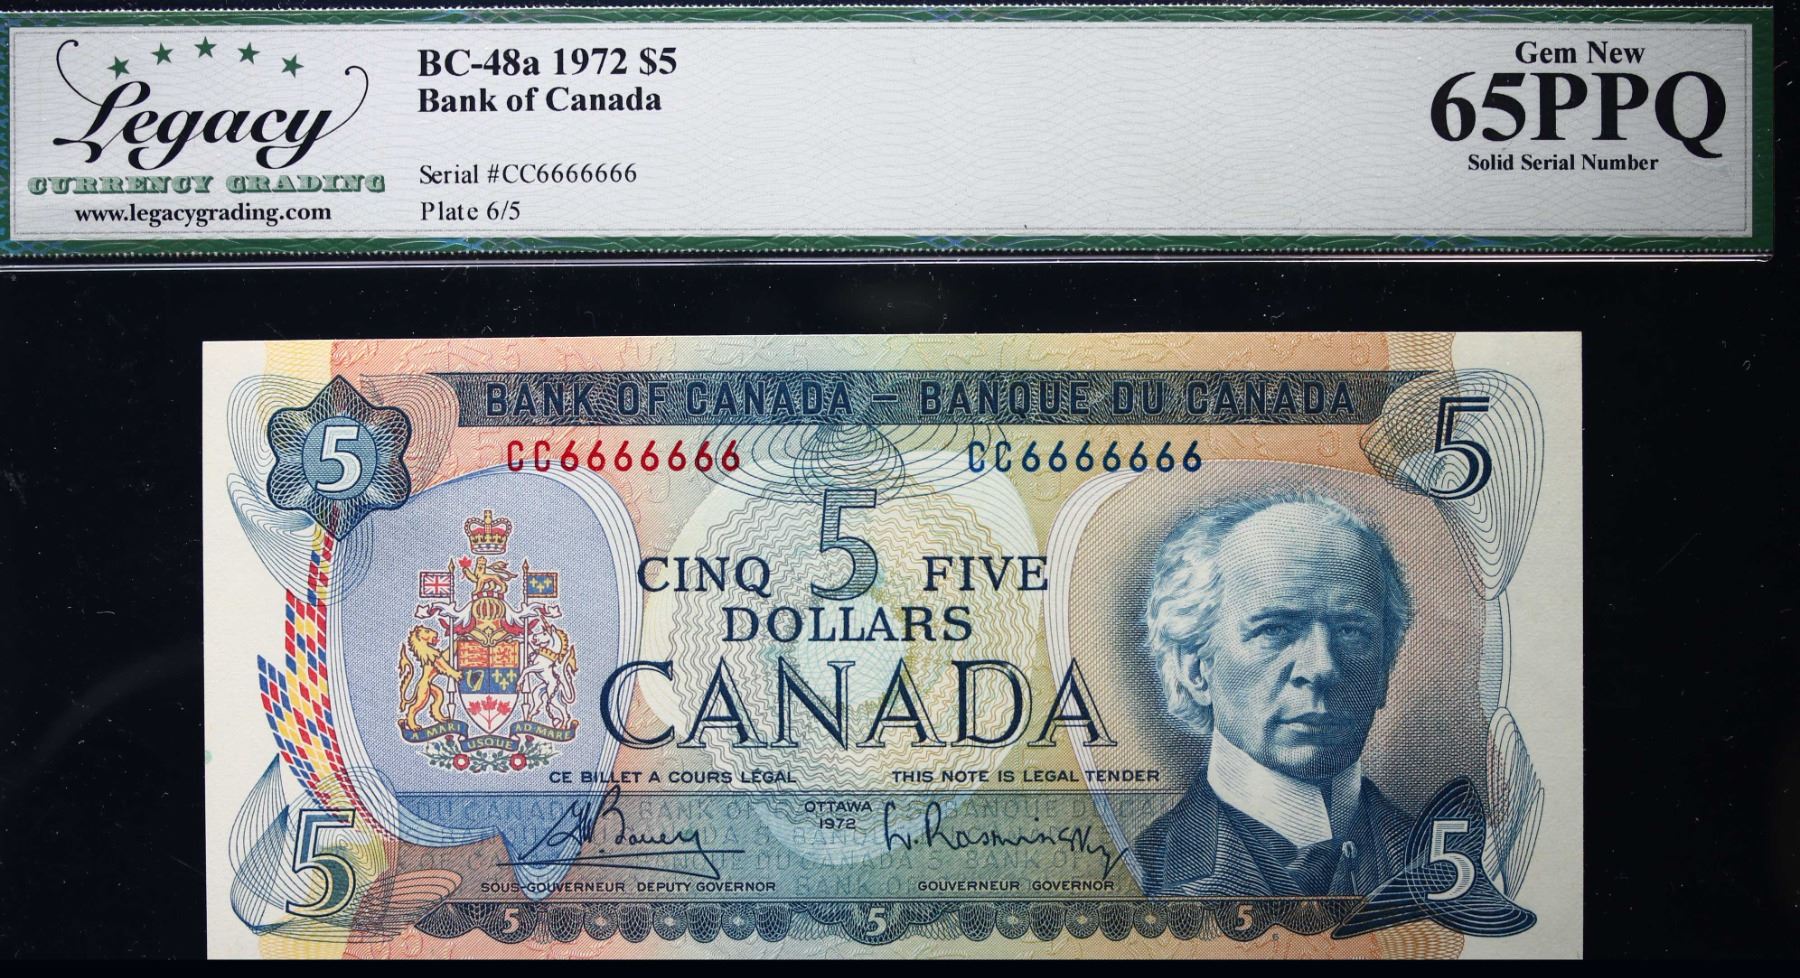 BC-48a 1972 $5
Bank of Canada
Serial #CC6666666
Plate 6/5
Legacy
CURRENCY GRADING
www.legacygrading.com
Gem New
65PPQ
Solid Serial Number
BANK OF CANADA — BANQUE DU CANADA
5
5
CC6666666 CC6666666
5
CINQ FIVE
DOLLARS
CANADA
A MARI USQUE AD MARE
CE BILLET A COURS LÉGAL THIS NOTE IS LEGAL TENDER
OTTAWA
1972
SOUS-GOUVERNEUR DEPUTY GOVERNOR GOUVERNEUR GOVERNOR
5 5
5 5 5
6